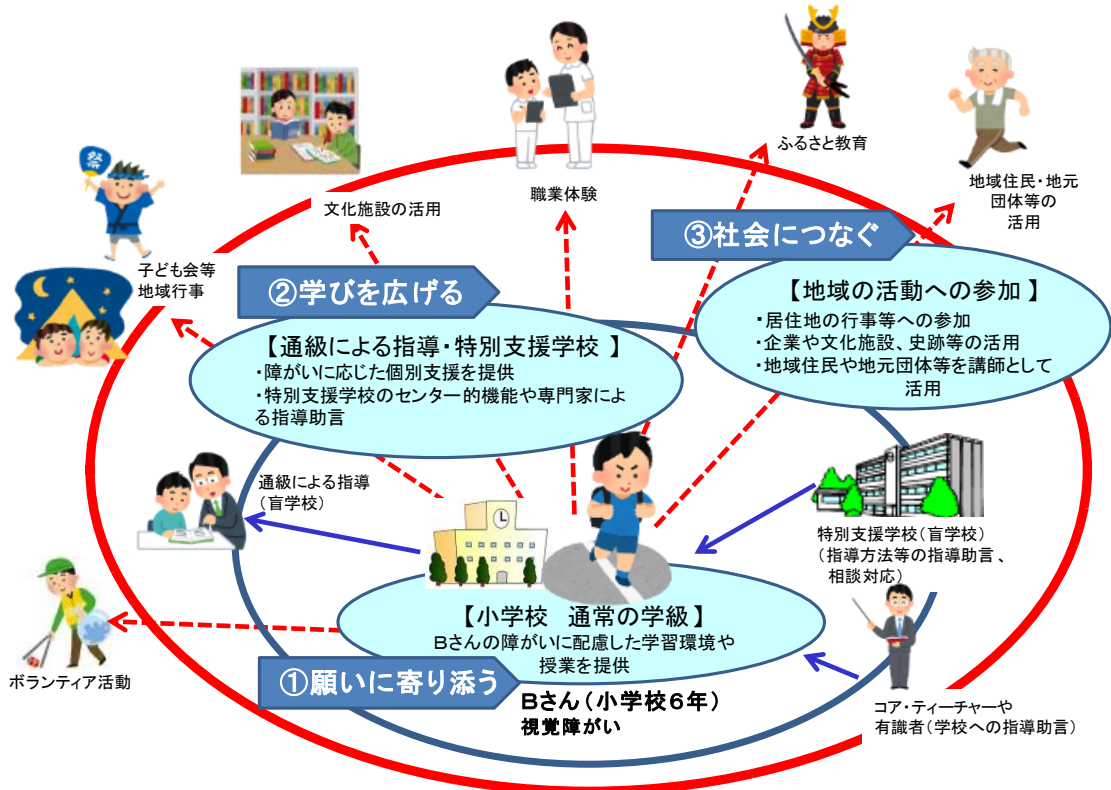 祭
ふるさと教育
職業体験
地域住民・地元
団体等の
活用
文化施設の活用
③社会につなぐ
子ども会等
地域行事
②学びを広げる
【地域の活動への参加】
・居住地の行事等への参加
・企業や文化施設、史跡等の活用
・地域住民や地元団体等を講師として
活用
【通級による指導・特別支援学校】
・障がいに応じた個別支援を提供
・特別支援学校のセンター的機能や専門家によ
る指導助言
通級による指導
(盲学校)
特別支援学校(盲学校)
(指導方法等の指導助言、
相談対応)
【小学校 通常の学級】
Bさんの障がいに配慮した学習環境や
授業を提供
ボランティア活動
①願いに寄り添う
Bさん(小学校6年)
視覚障がい
コア・ティーチャーや
有識者(学校への指導助言)